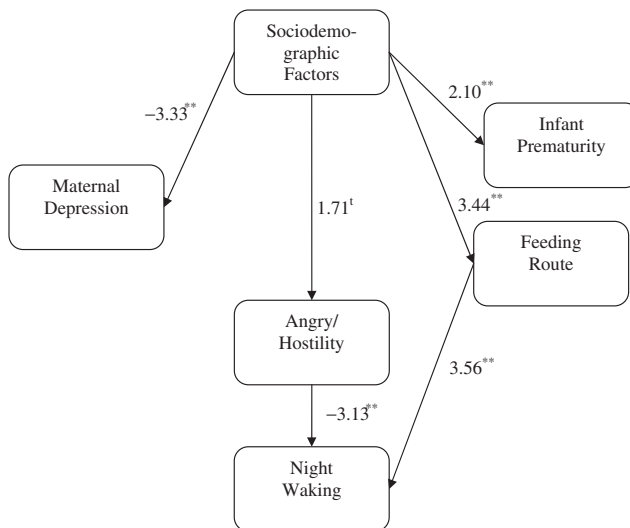 Sociodemo-
graphic
Factors
−3.33**
2.10**
Infant
Prematurity
Maternal
Depression
1.71t
3.44**
Feeding
Route
Angry/
Hostility
3.56**
−3.13**
Night
Waking